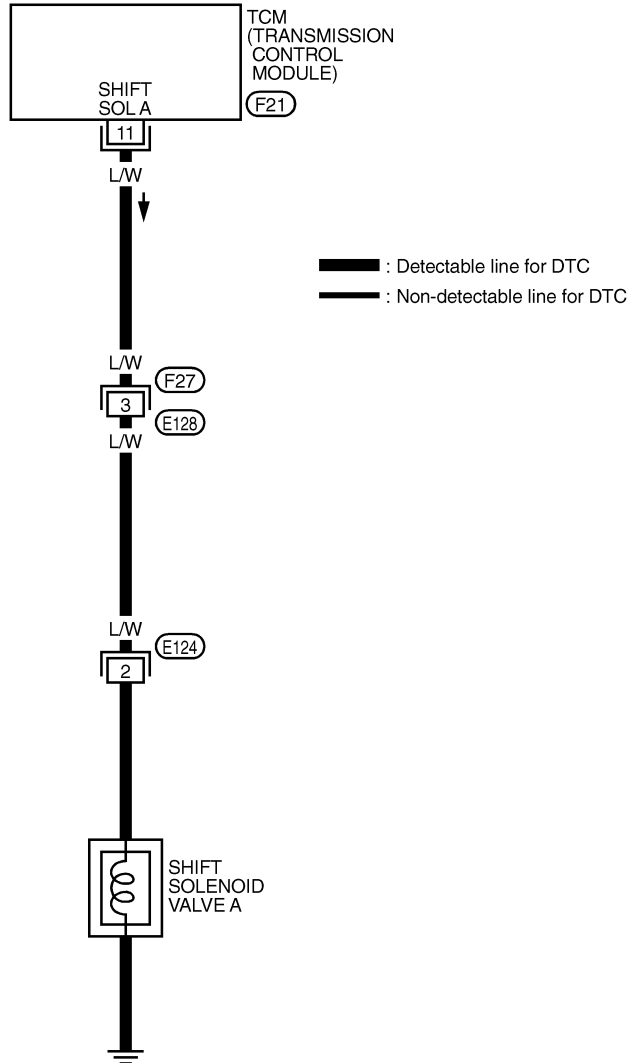 TCM
(TRANSMISSION
CONTROL
MODULE)
SHIFT
SOL A
F21
11
L/W
: Detectable line for DTC
: Non-detectable line for DTC
L/W
F27
3
E128
L/W
L/W
E124
2
SHIFT
SOLENOID
VALVE A